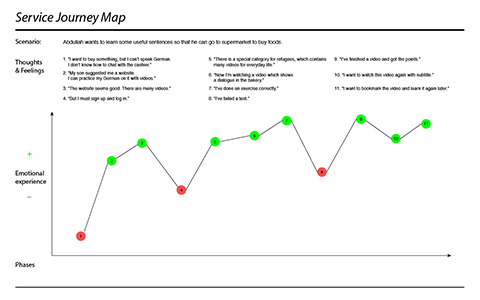 Service Journey Map
Scenario:
Abdullah wants to learn some useful sentences so that he can go to supermarket to buy foods.
Thoughts
& Feelings
1. "I want to buy something, but I can't speak German.
I don't know how to chat with the cashier."
2. "My son suggested me a website.
I can practice my German on it with videos."
3. "The website seems good. There are many videos."
4. "But I must sign up and log in."
5. "There is a special category for refugees, which contains
many videos for everyday life."
6. "Now I'm watching a video which shows
a dialogue in the bakery."
7. "I've done an exercise correctly."
8. "I've failed a test."
9. "I've finished a video and got the points."
10. "I want to watch this video again with subtitle."
11. "I want to bookmark the video and learn it again later."
+
Emotional
experience
−
1
2
3
4
5
6
7
8
9
10
11
Phases